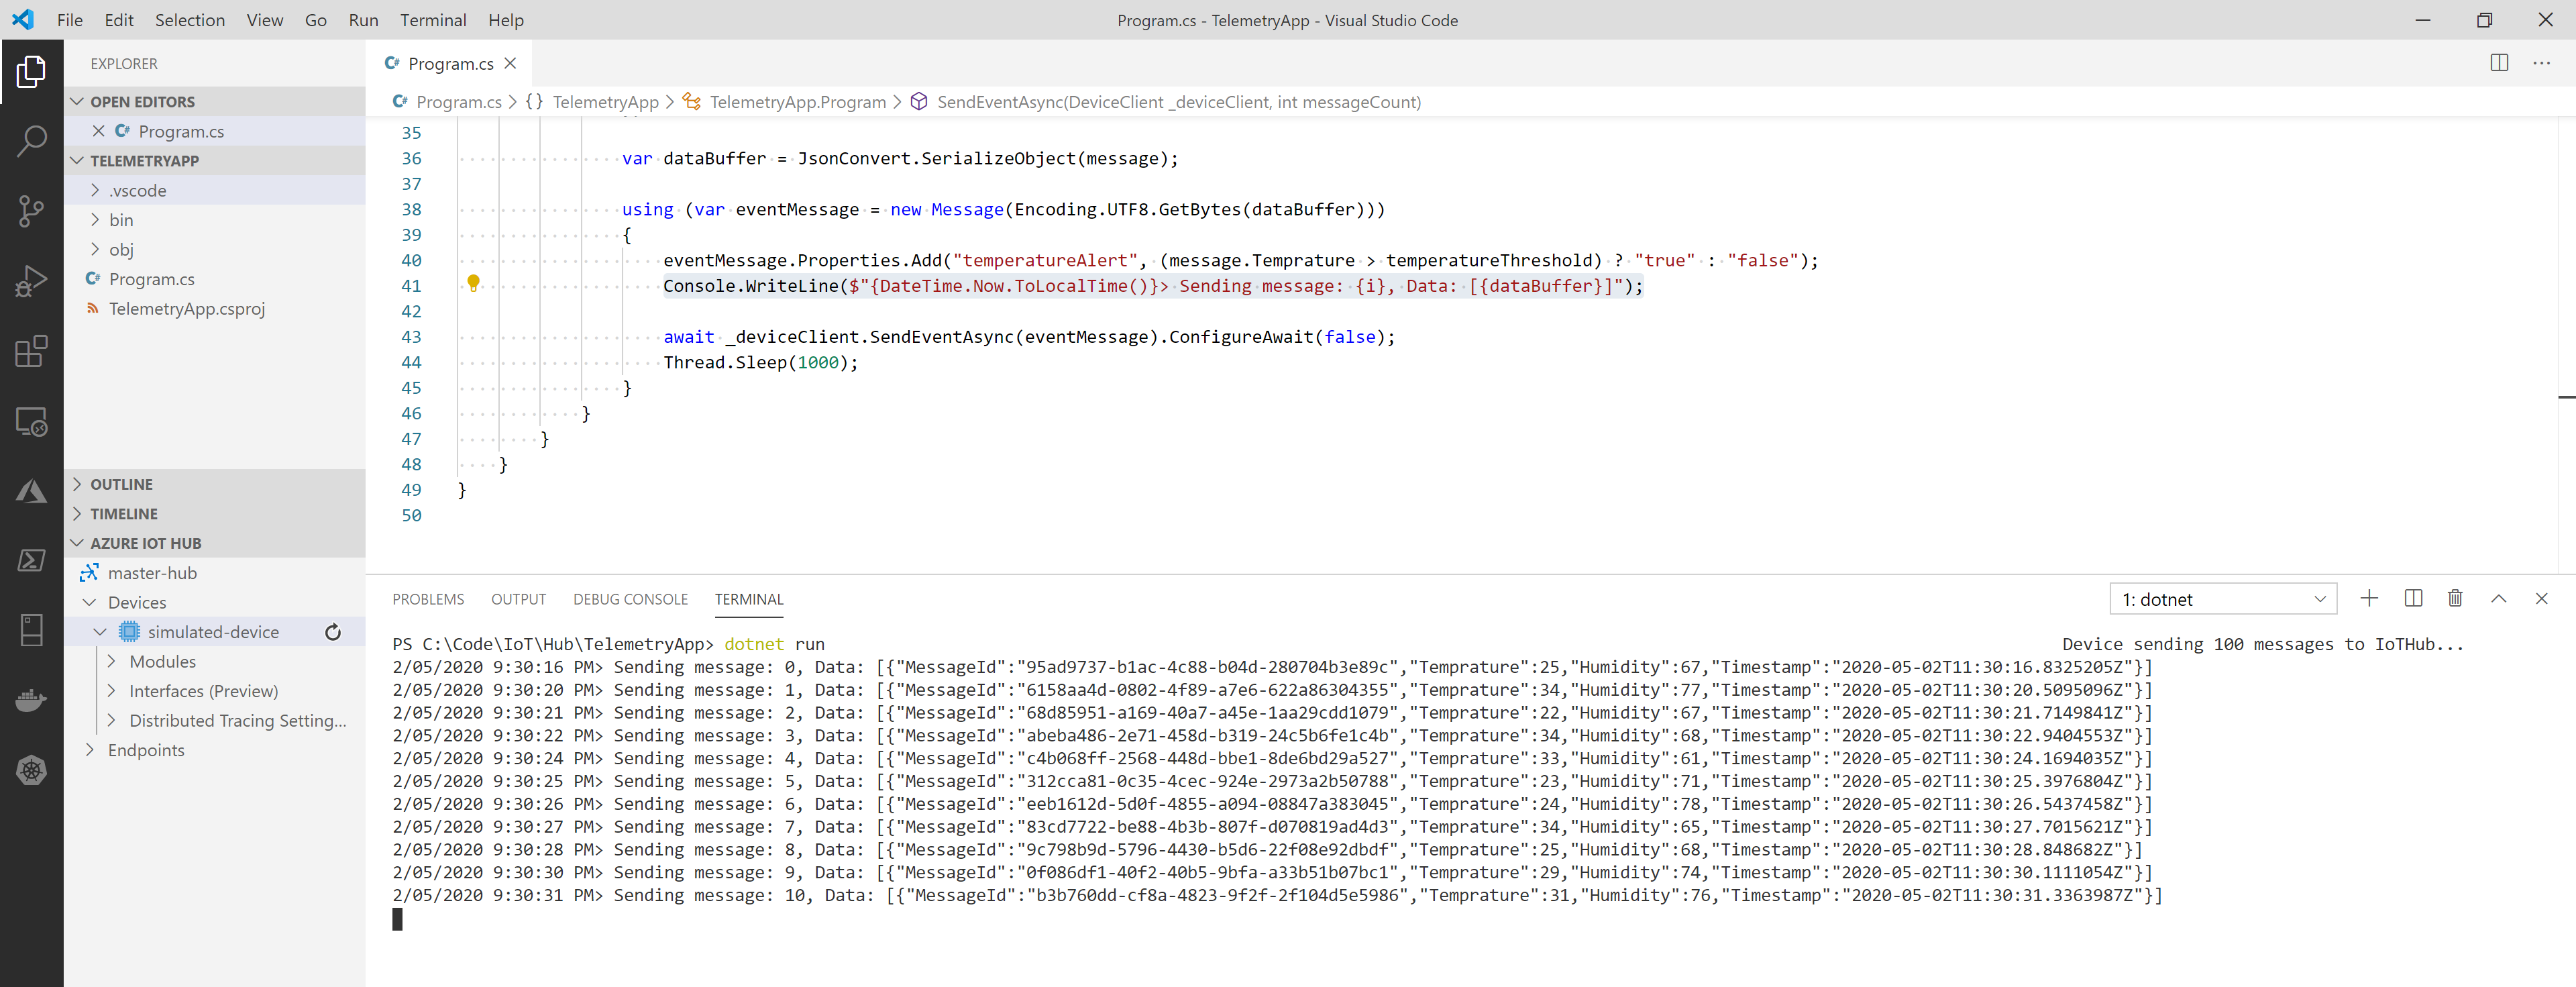 File Edit Selection View Go Run Terminal Help
Program.cs - TelemetryApp - Visual Studio Code
EXPLORER
OPEN EDITORS
Program.cs
TELEMETRYAPP
.vscode
bin
obj
Program.cs
TelemetryApp.csproj
OUTLINE
TIMELINE
AZURE IOT HUB
master-hub
Devices
simulated-device
Modules
Interfaces (Preview)
Distributed Tracing Setting...
Endpoints
C# Program.cs
C# Program.cs > {} TelemetryApp > TelemetryApp.Program > SendEventAsync(DeviceClient _deviceClient, int messageCount)
35
36 var dataBuffer = JsonConvert.SerializeObject(message);
37
38 using (var eventMessage = new Message(Encoding.UTF8.GetBytes(dataBuffer)))
39 {
40 eventMessage.Properties.Add("temperatureAlert", (message.Temprature > temperatureThreshold) ? "true" : "false");
41 Console.WriteLine($"{DateTime.Now.ToLocalTime()}> Sending message: {i}, Data: [{dataBuffer}]");
42
43 await _deviceClient.SendEventAsync(eventMessage).ConfigureAwait(false);
44 Thread.Sleep(1000);
45 }
46 }
47 }
48 }
49 }
50
PROBLEMS OUTPUT DEBUG CONSOLE TERMINAL
1: dotnet
PS C:\Code\IoT\Hub\TelemetryApp> dotnet run Device sending 100 messages to IoTHub...
2/05/2020 9:30:16 PM> Sending message: 0, Data: [{"MessageId":"95ad9737-b1ac-4c88-b04d-280704b3e89c","Temprature":25,"Humidity":67,"Timestamp":"2020-05-02T11:30:16.8325205Z"}]
2/05/2020 9:30:20 PM> Sending message: 1, Data: [{"MessageId":"6158aa4d-0802-4f89-a7e6-622a86304355","Temprature":34,"Humidity":77,"Timestamp":"2020-05-02T11:30:20.5095096Z"}]
2/05/2020 9:30:21 PM> Sending message: 2, Data: [{"MessageId":"68d85951-a169-40a7-a45e-1aa29cdd1079","Temprature":22,"Humidity":67,"Timestamp":"2020-05-02T11:30:21.7149841Z"}]
2/05/2020 9:30:22 PM> Sending message: 3, Data: [{"MessageId":"abeba486-2e71-458d-b319-24c5b6fe1c4b","Temprature":34,"Humidity":68,"Timestamp":"2020-05-02T11:30:22.9404553Z"}]
2/05/2020 9:30:24 PM> Sending message: 4, Data: [{"MessageId":"c4b068ff-2568-448d-bbe1-8de6bd29a527","Temprature":33,"Humidity":61,"Timestamp":"2020-05-02T11:30:24.1694035Z"}]
2/05/2020 9:30:25 PM> Sending message: 5, Data: [{"MessageId":"312cca81-0c35-4cec-924e-2973a2b50788","Temprature":23,"Humidity":71,"Timestamp":"2020-05-02T11:30:25.3976804Z"}]
2/05/2020 9:30:26 PM> Sending message: 6, Data: [{"MessageId":"eeb1612d-5d0f-4855-a094-08847a383045","Temprature":24,"Humidity":78,"Timestamp":"2020-05-02T11:30:26.5437458Z"}]
2/05/2020 9:30:27 PM> Sending message: 7, Data: [{"MessageId":"83cd7722-be88-4b3b-807f-d070819ad4d3","Temprature":34,"Humidity":65,"Timestamp":"2020-05-02T11:30:27.7015621Z"}]
2/05/2020 9:30:28 PM> Sending message: 8, Data: [{"MessageId":"9c798b9d-5796-4430-b5d6-22f08e92dbdf","Temprature":25,"Humidity":68,"Timestamp":"2020-05-02T11:30:28.848682Z"}]
2/05/2020 9:30:30 PM> Sending message: 9, Data: [{"MessageId":"0f086df1-40f2-40b5-9bfa-a33b51b07bc1","Temprature":29,"Humidity":74,"Timestamp":"2020-05-02T11:30:30.1111054Z"}]
2/05/2020 9:30:31 PM> Sending message: 10, Data: [{"MessageId":"b3b760dd-cf8a-4823-9f2f-2f104d5e5986","Temprature":31,"Humidity":76,"Timestamp":"2020-05-02T11:30:31.3363987Z"}]